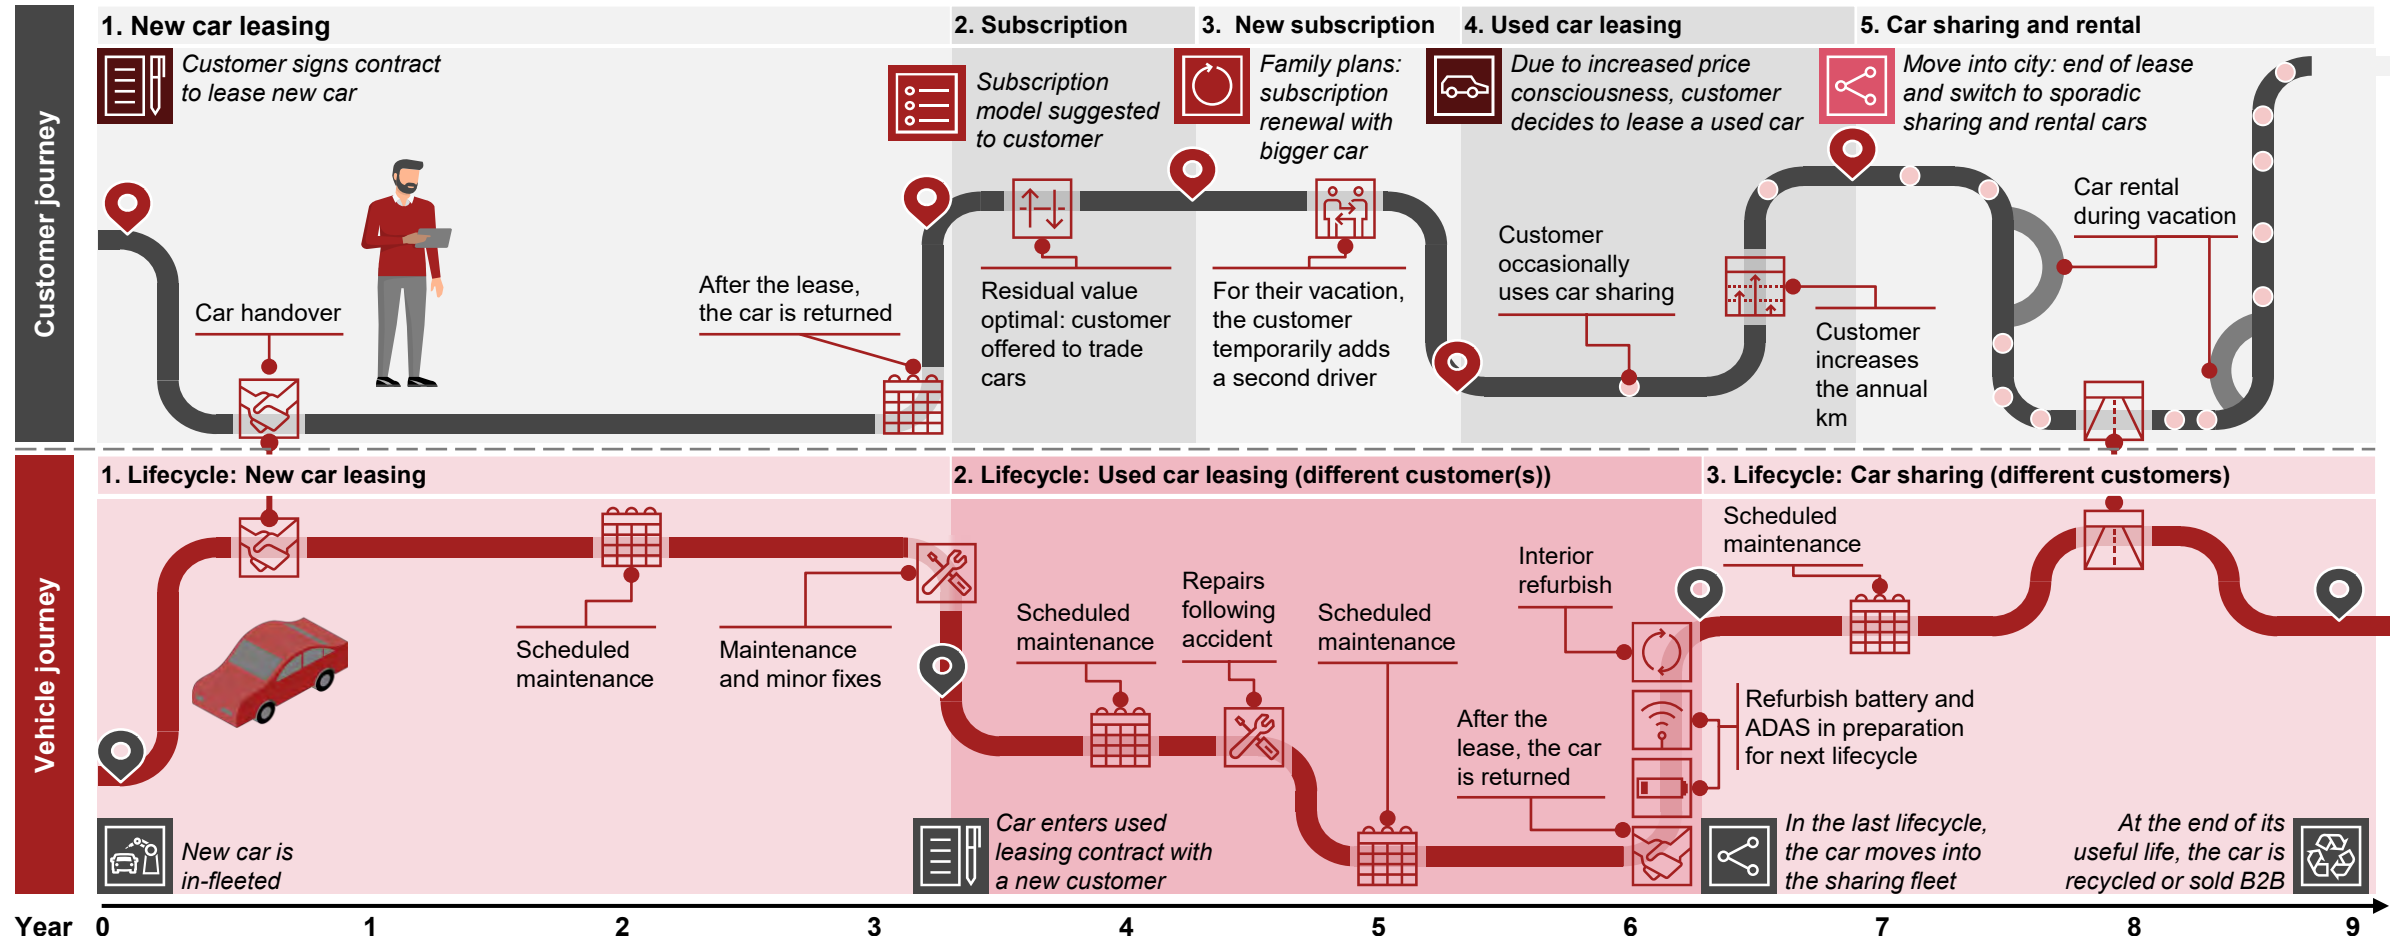 Customer journey
1. New car leasing
2. Subscription
3. New subscription
4. Used car leasing
5. Car sharing and rental
Customer signs contract
to lease new car
Subscription
model suggested
to customer
Family plans:
subscription
renewal with
bigger car
Due to increased price
consciousness, customer
decides to lease a used car
Move into city: end of lease
and switch to sporadic
sharing and rental cars
Car handover
After the lease,
the car is returned
Residual value
optimal: customer
offered to trade
cars
For their vacation,
the customer
temporarily adds
a second driver
Customer
occasionally
uses car sharing
Customer
increases
the annual
km
Car rental
during vacation
Vehicle journey
1. Lifecycle: New car leasing
2. Lifecycle: Used car leasing (different customer(s))
3. Lifecycle: Car sharing (different customers)
New car is
in-fleeted
Scheduled
maintenance
Maintenance
and minor fixes
Car enters used
leasing contract with
a new customer
Scheduled
maintenance
Repairs
following
accident
Scheduled
maintenance
After the
lease, the car
is returned
Interior
refurbish
Refurbish battery and
ADAS in preparation
for next lifecycle
Scheduled
maintenance
In the last lifecycle,
the car moves into
the sharing fleet
At the end of its
useful life, the car is
recycled or sold B2B
Year 0 1 2 3 4 5 6 7 8 9